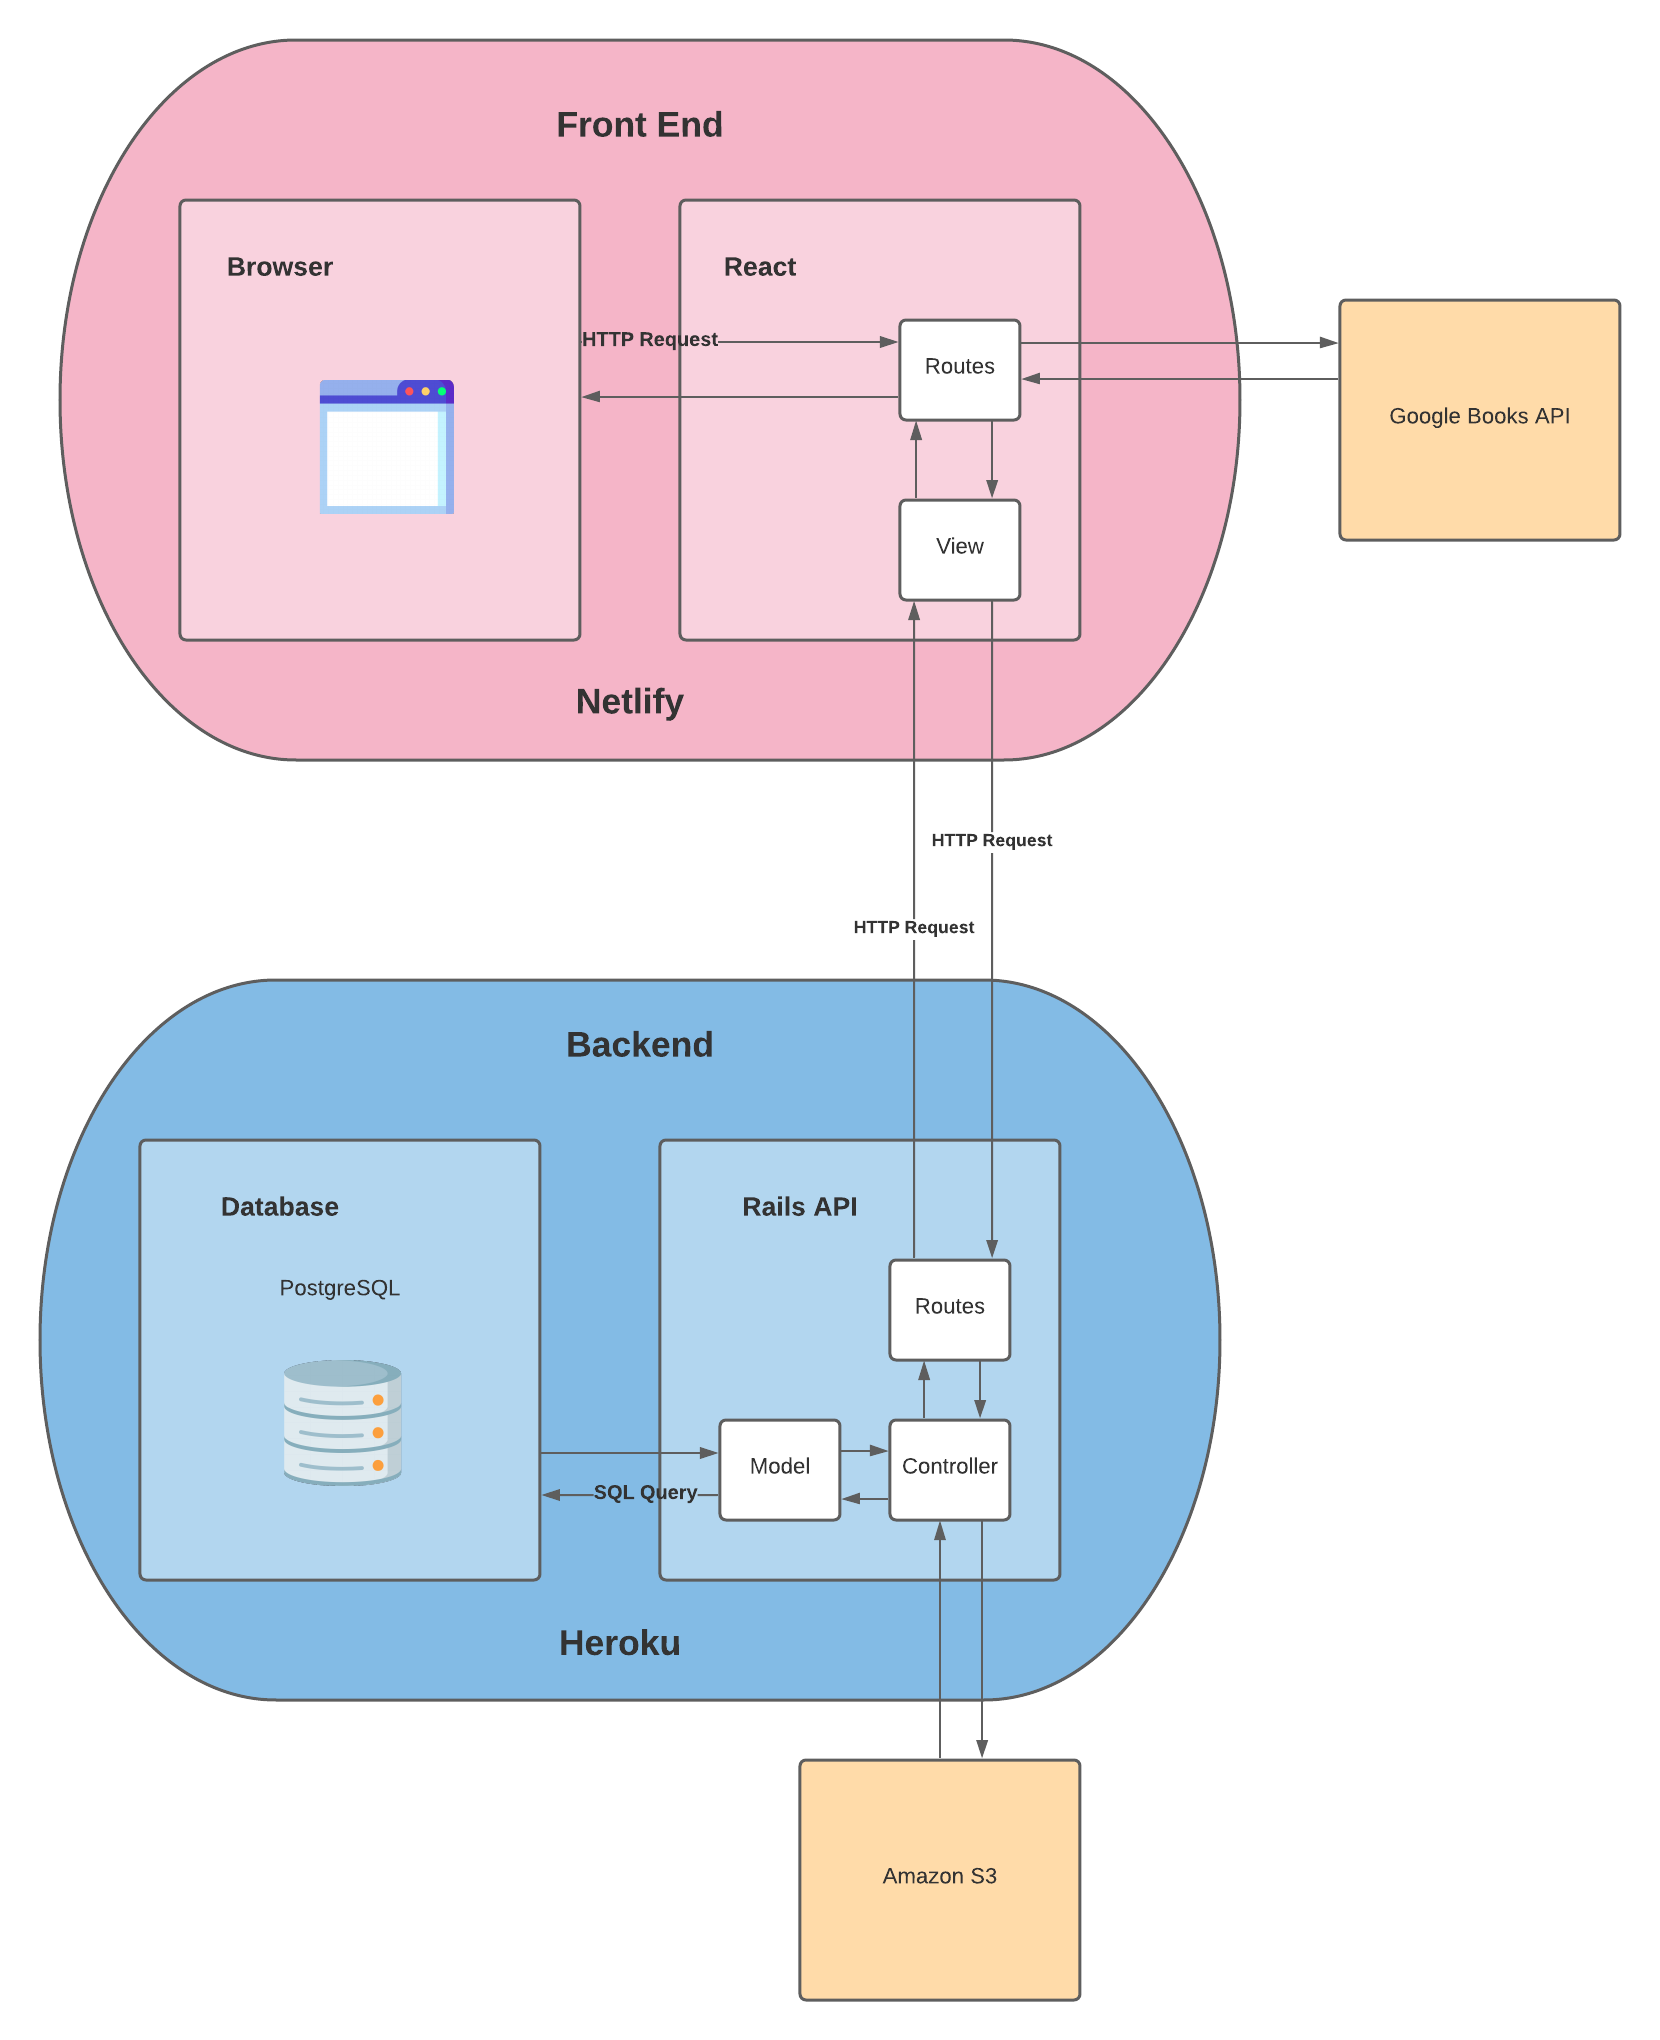 Front End
Browser
React
HTTP Request
Routes
Google Books API
View
Netlify
HTTP Request
HTTP Request
Backend
Database
Rails API
PostgreSQL
Routes
Model
Controller
SQL Query
Heroku
Amazon S3